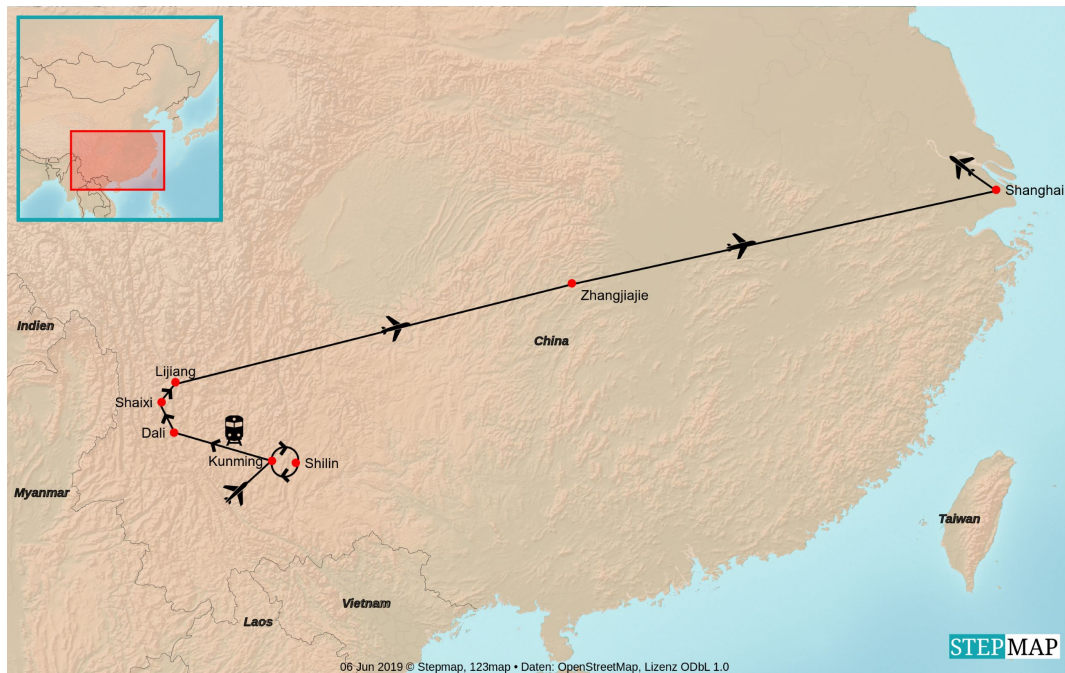 Shanghai
Zhangjiajie
Indien
China
Lijiang
Shaixi
Dali
Kunming
Shilin
Myanmar
Taiwan
Vietnam
Laos
STEPMAP
06 Jun 2019 © Stepmap, 123map • Daten: OpenStreetMap, Lizenz ODbL 1.0